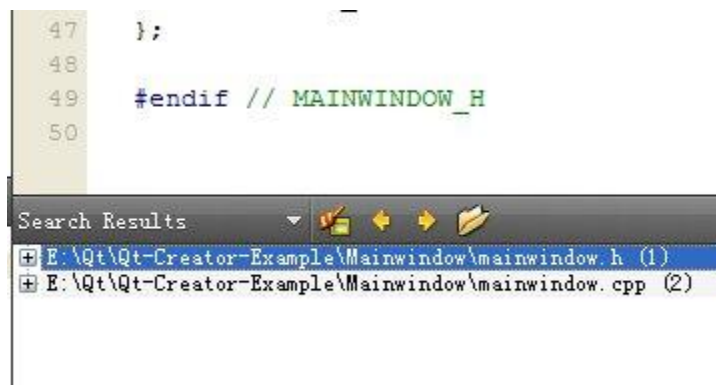 47 };
48
49 #endif // MAINWINDOW_H
50
Search Results
E:\Qt\Qt-Creator-Example\Mainwindow\mainwindow.h (1)
E:\Qt\Qt-Creator-Example\Mainwindow\mainwindow.cpp (2)